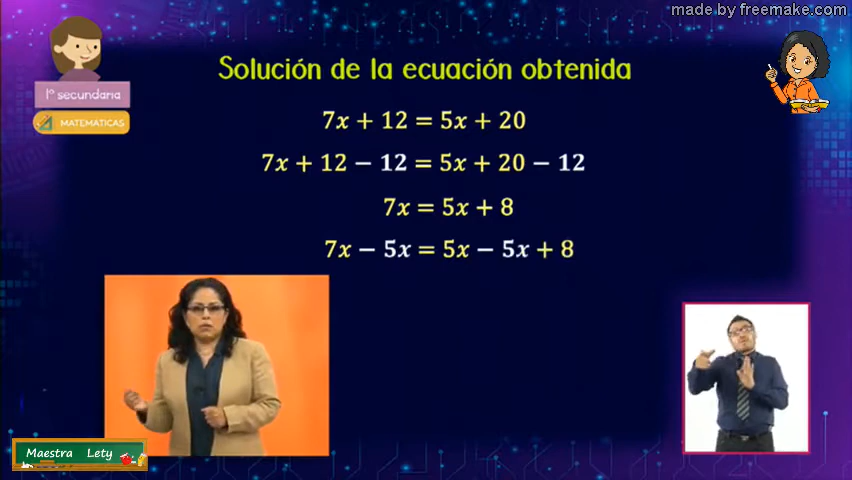 made by freemake.com
Solución de la ecuación obtenida
1° secundaria
MATEMÁTICAS
7x + 12 = 5x + 20
7x + 12 − 12 = 5x + 20 − 12
7x = 5x + 8
7x − 5x = 5x − 5x + 8
Maestra Lety